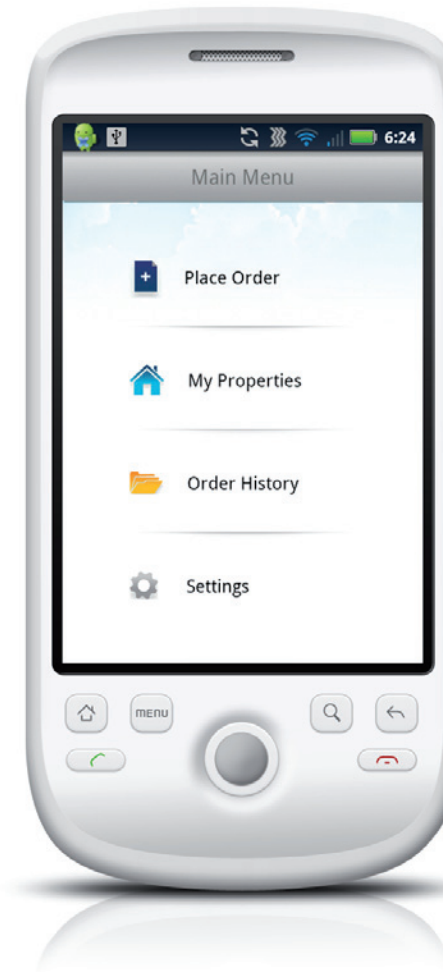 6:24
Main Menu
Place Order
My Properties
Order History
Settings
MENU